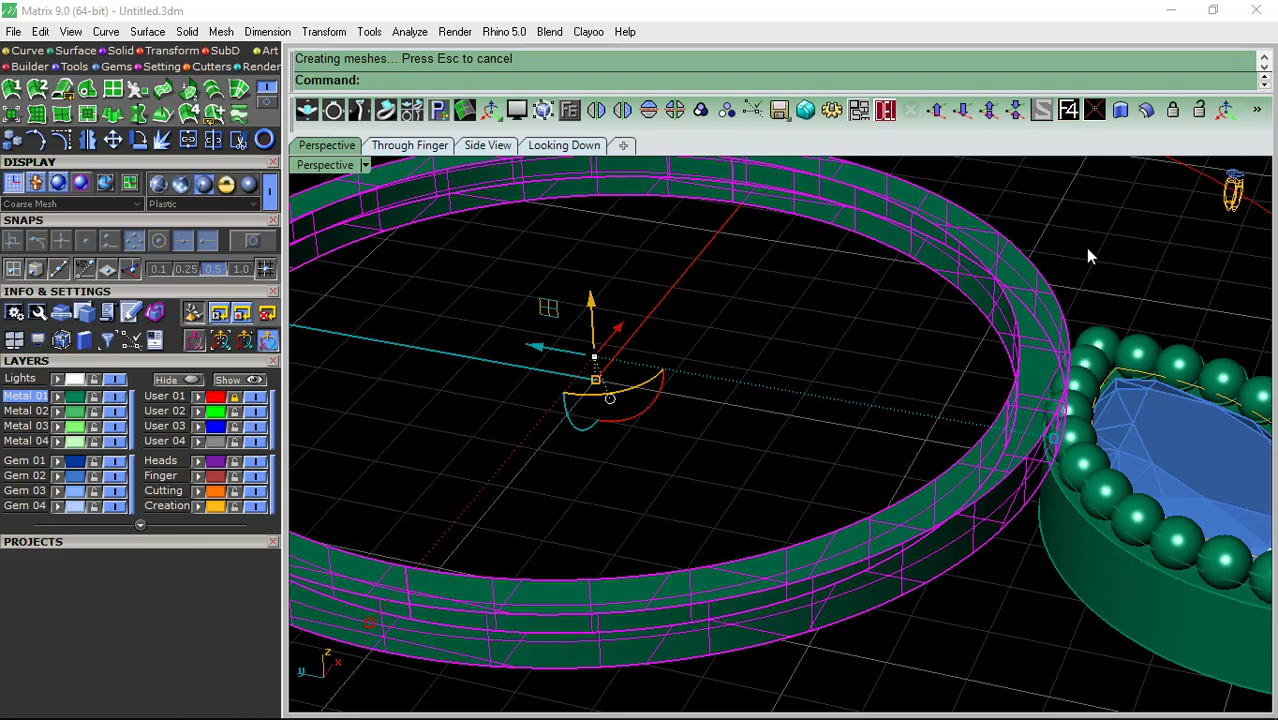 Matrix 9.0 (64-bit) - Untitled.3dm
File Edit View Curve Surface Solid Mesh Dimension Transform Tools Analyze Render Rhino 5.0 Blend Clayoo Help
Curve Surface Solid Transform SubD Art
Builder Tools Gems Setting Cutters Render
Creating meshes... Press Esc to cancel
Command:
Perspective Through Finger Side View Looking Down
Perspective
DISPLAY
Coarse Mesh Plastic
SNAPS
0.1 0.25 0.5 1.0
INFO & SETTINGS
LAYERS
Lights Hide Show
Metal 01 User 01
Metal 02 User 02
Metal 03 User 03
Metal 04 User 04
Gem 01 Heads
Gem 02 Finger
Gem 03 Cutting
Gem 04 Creation
PROJECTS
F4
z
y x